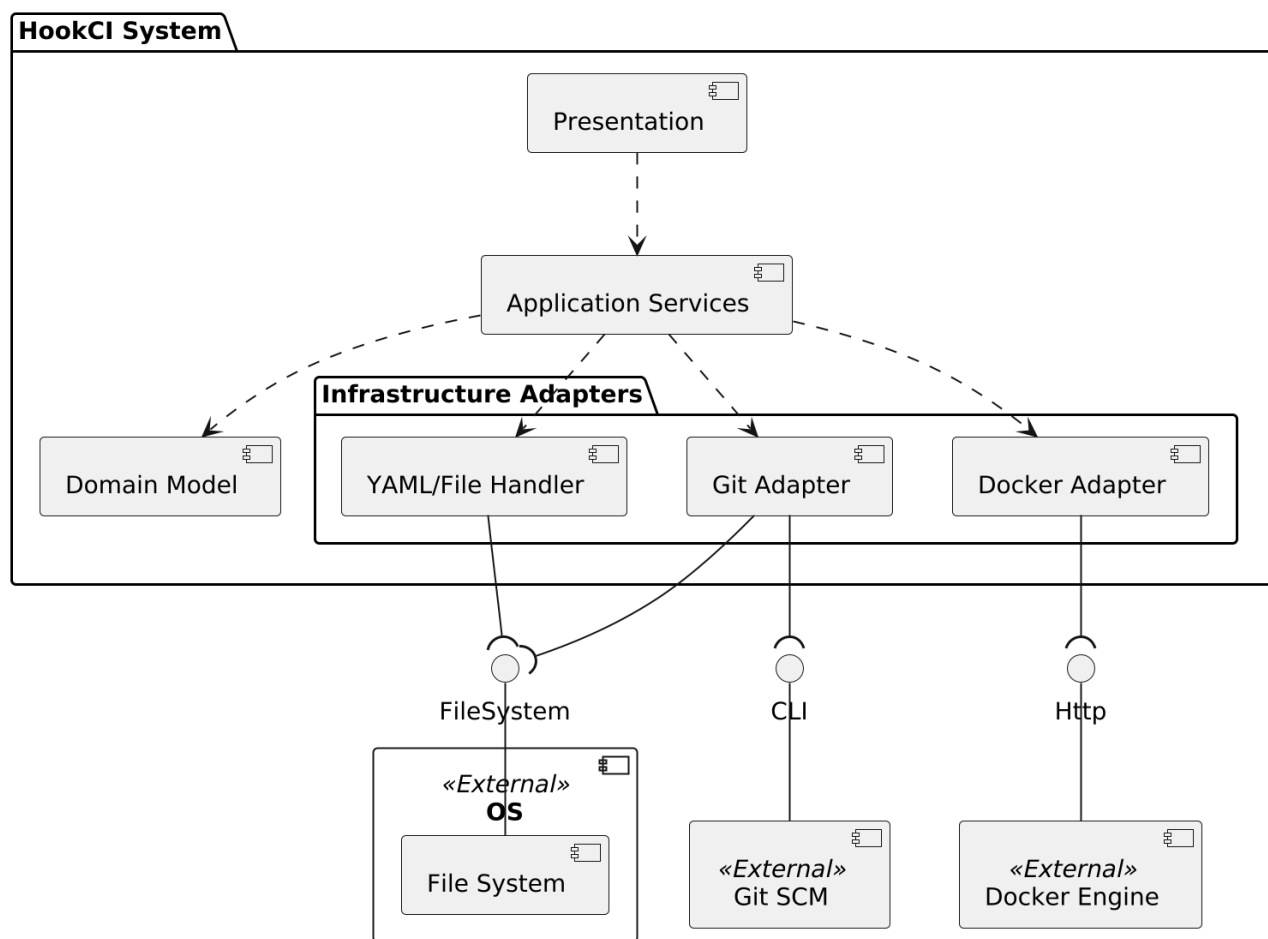 HookCI System
Presentation
Application Services
Infrastructure Adapters
Domain Model
YAML/File Handler
Git Adapter
Docker Adapter
FileSystem
CLI
Http
«External»
OS
File System
«External»
Git SCM
«External»
Docker Engine